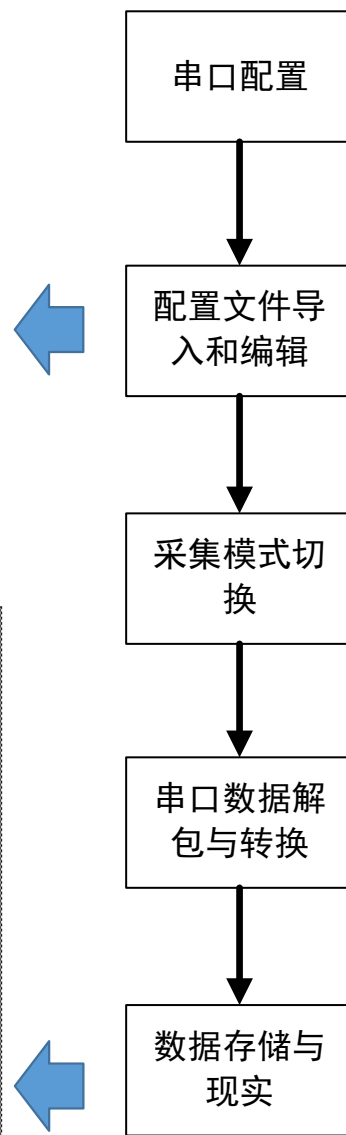 串口配置
配置文件导
入和编辑
采集模式切
换
串口数据解
包与转换
数据存储与
现实